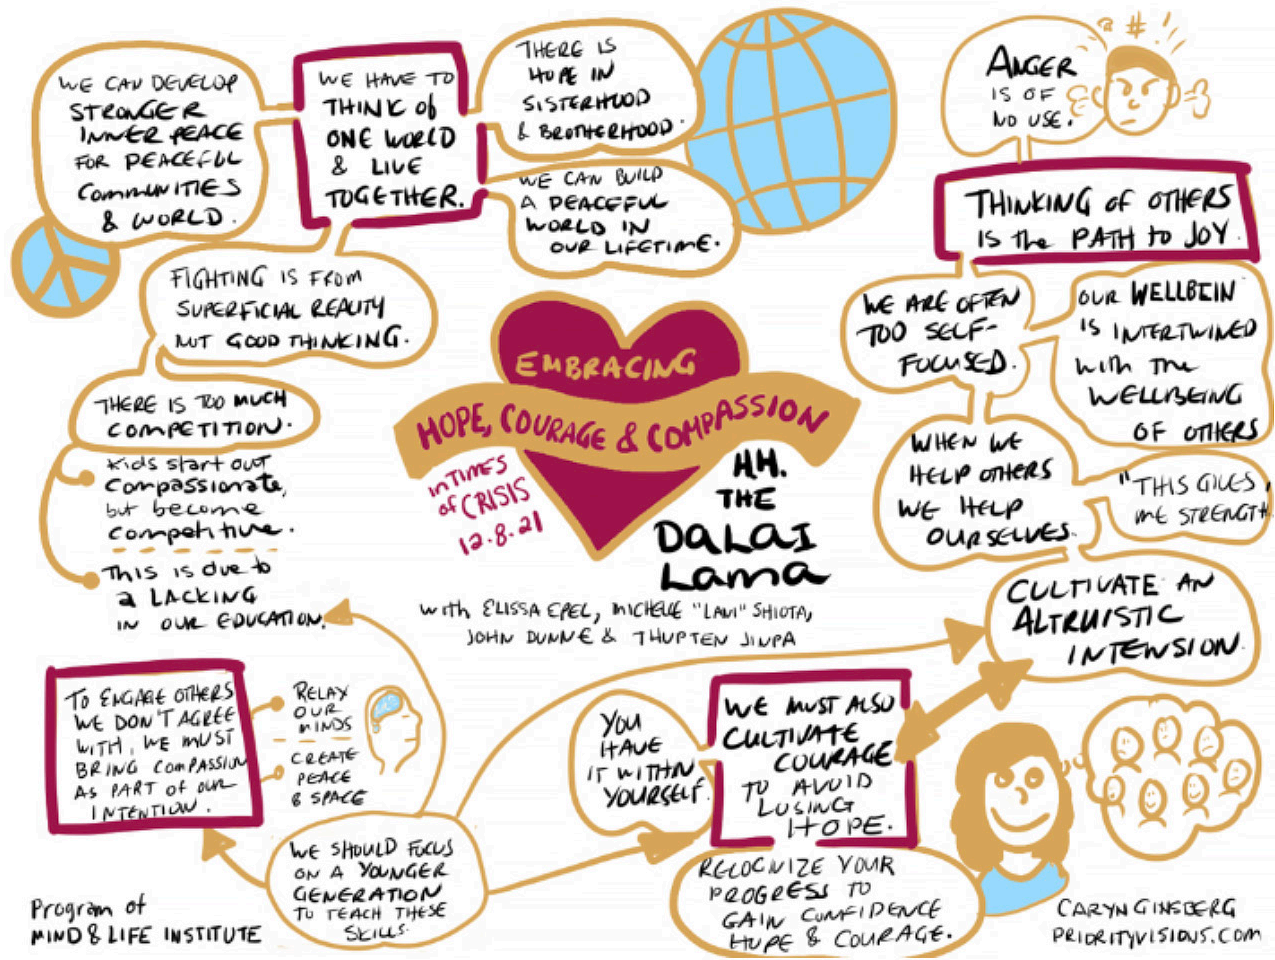 WE CAN DEVELOP
STRONGER
INNER PEACE
FOR PEACEFUL
COMMUNITIES
& WORLD.
WE HAVE TO
THINK of
ONE WORLD
& LIVE
TOGETHER.
THERE IS
HOPE IN
SISTERHOOD
& BROTHERHOOD.
WE CAN BUILD
A PEACEFUL
WORLD IN
OUR LIFETIME.
FIGHTING IS FROM
SUPERFICIAL REALITY
NOT GOOD THINKING.
THERE IS TOO MUCH
COMPETITION.
Kids start out
compassionate,
but become
competitive.
This is due to
a LACKING
IN OUR EDUCATION.
@ # !
ANGER
IS OF
NO USE.
THINKING of OTHERS
IS the PATH to JOY.
WE ARE OFTEN
TOO SELF-
FOCUSED.
OUR WELLBEIN
IS INTERTWINED
with the
WELLBEING
OF OTHERS
WHEN WE
HELP OTHERS
WE HELP
OURSELVES.
"THIS GIVES
ME STRENGTH
CULTIVATE AN
ALTRUISTIC
INTENSION.
EMBRACING
HOPE, COURAGE & COMPASSION
in TIMES
of CRISIS
12.8.21
H.H.
THE
DALAI
Lama
with ELISSA EPEL, MICHELLE "LANI" SHIOTA,
JOHN DUNNE & THUPTEN JINPA
TO ENGAGE OTHERS
WE DON'T AGREE
WITH, WE MUST
BRING COMPASSION
AS PART OF OUR
INTENTION.
RELAX
OUR
MINDS
CREATE
PEACE
& SPACE
WE SHOULD FOCUS
ON A YOUNGER
GENERATION
TO TEACH THESE
SKILLS.
YOU
HAVE
IT WITHIN
YOURSELF.
WE MUST ALSO
CULTIVATE
COURAGE
TO AVOID
LOSING
HOPE.
RECOGNIZE YOUR
PROGRESS TO
GAIN CONFIDENCE
HOPE & COURAGE.
Program of
MIND & LIFE INSTITUTE
CARYN GINSBERG
PRIORITYVISIONS.COM